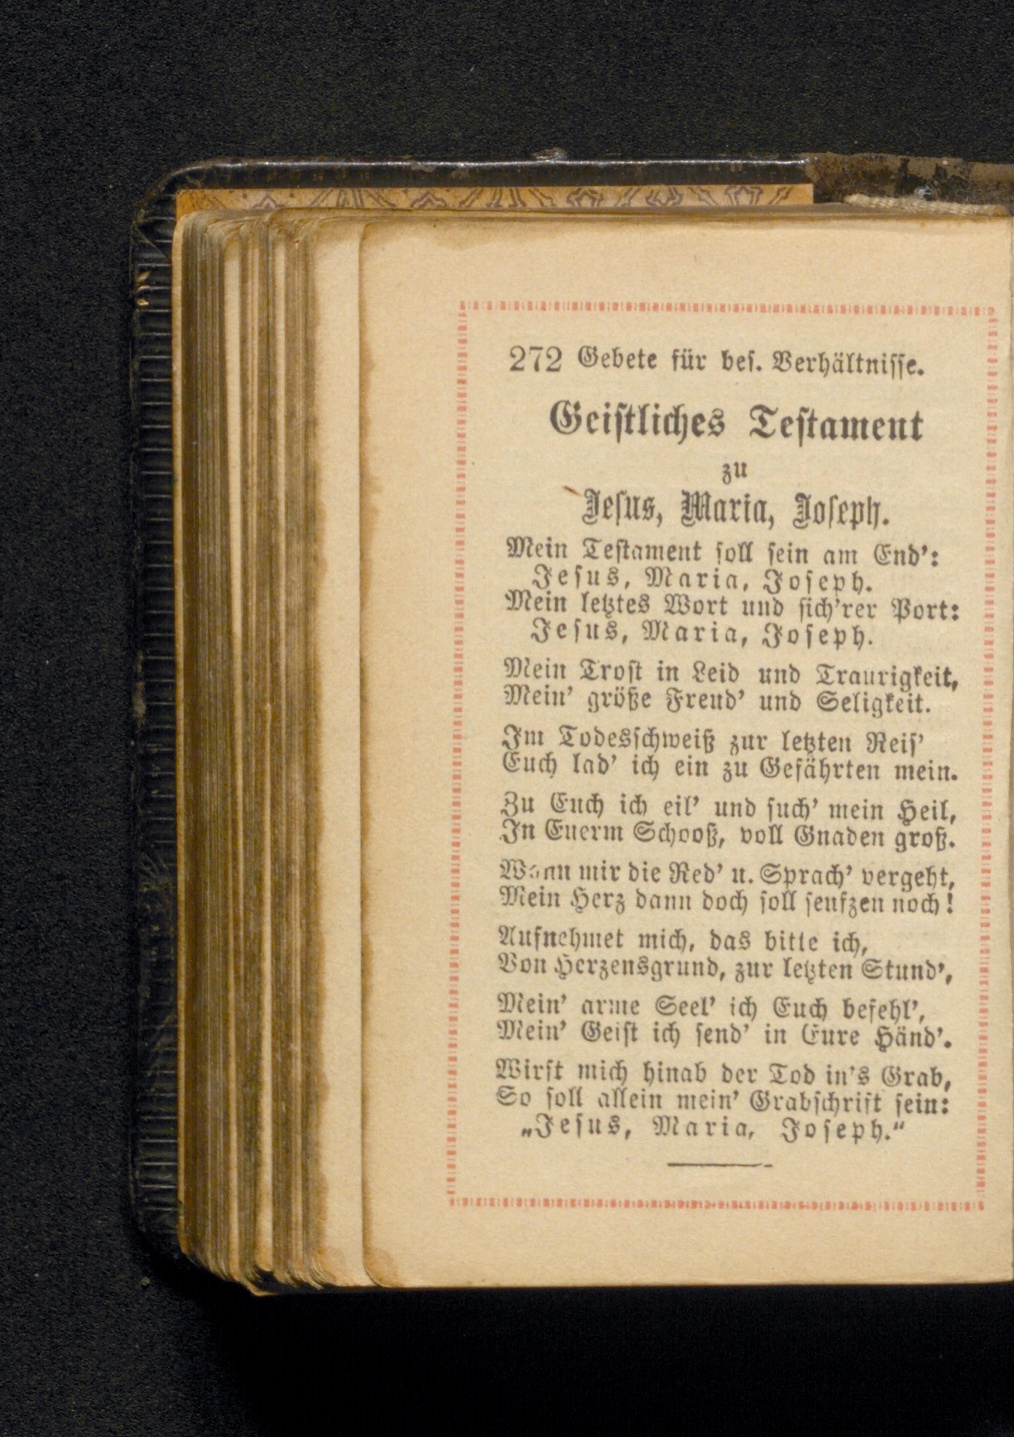 272 Gebete für bes. Verhältnisse.
Geistliches Testament
zu
Jesus, Maria, Joseph.
Mein Testament soll sein am End’:
Jesus, Maria, Joseph.
Mein letztes Wort und sich’rer Port:
Jesus, Maria, Joseph.
Mein Trost in Leid und Traurigkeit,
Mein’ größe Freud’ und Seligkeit.
Im Todesschweiß zur letzten Reis’
Euch lad’ ich ein zu Gefährten mein.
Zu Euch ich eil’ und such’ mein Heil,
In Euerm Schooß, voll Gnaden groß.
Wann mir die Red’ u. Sprach’ vergeht,
Mein Herz dann doch soll seufzen noch!
Aufnehmet mich, das bitte ich,
Von Herzensgrund, zur letzten Stund’,
Mein’ arme Seel’ ich Euch befehl’,
Mein’ Geist ich send’ in Eure Händ’.
Wirft mich hinab der Tod in’s Grab,
So soll allein mein’ Grabschrift sein:
„Jesus, Maria, Joseph.“